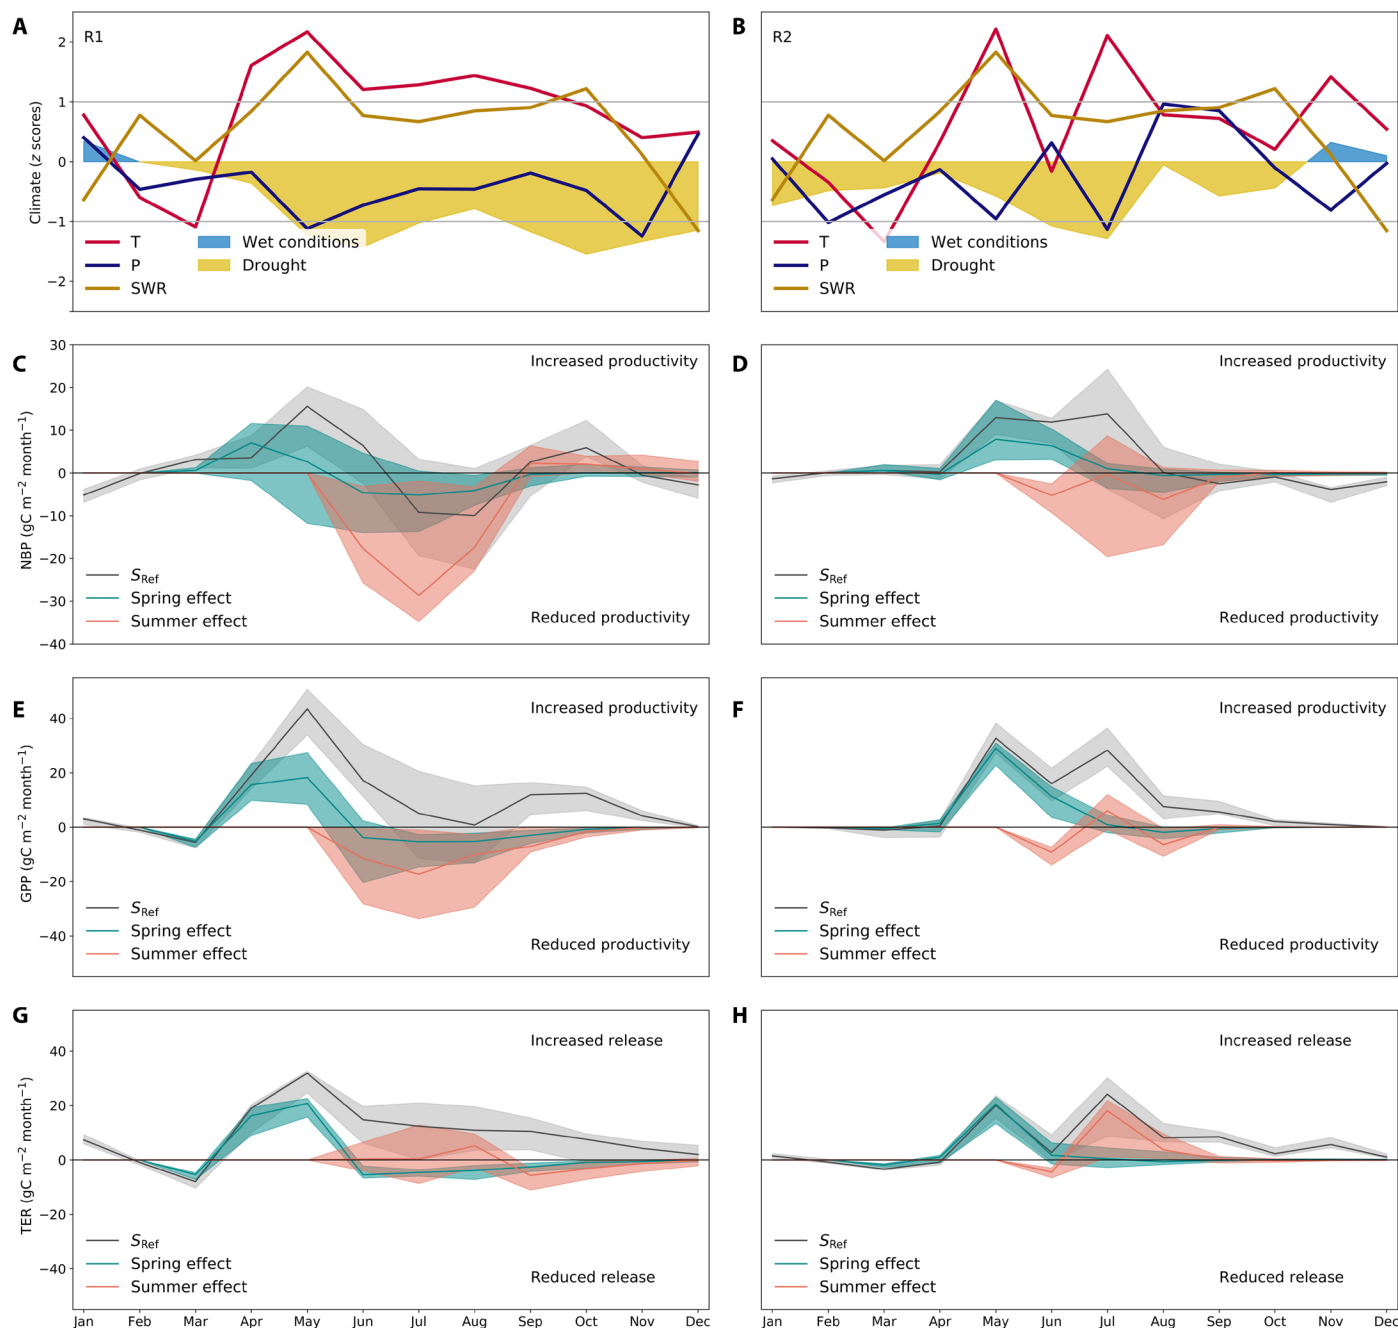 A
R1
Climate (z scores)
2
1
0
−1
−2
T
P
SWR
Wet conditions
Drought
B
R2
T
P
SWR
Wet conditions
Drought
C
NBP (gC m⁻² month⁻¹)
30
20
10
0
−10
−20
−30
−40
Increased productivity
S_Ref
Spring effect
Summer effect
Reduced productivity
D
Increased productivity
S_Ref
Spring effect
Summer effect
Reduced productivity
E
GPP (gC m⁻² month⁻¹)
40
20
0
−20
−40
Increased productivity
S_Ref
Spring effect
Summer effect
Reduced productivity
F
Increased productivity
S_Ref
Spring effect
Summer effect
Reduced productivity
G
TER (gC m⁻² month⁻¹)
40
20
0
−20
−40
Increased release
S_Ref
Spring effect
Summer effect
Reduced release
Jan Feb Mar Apr May Jun Jul Aug Sep Oct Nov Dec
H
Increased release
S_Ref
Spring effect
Summer effect
Reduced release
Jan Feb Mar Apr May Jun Jul Aug Sep Oct Nov Dec